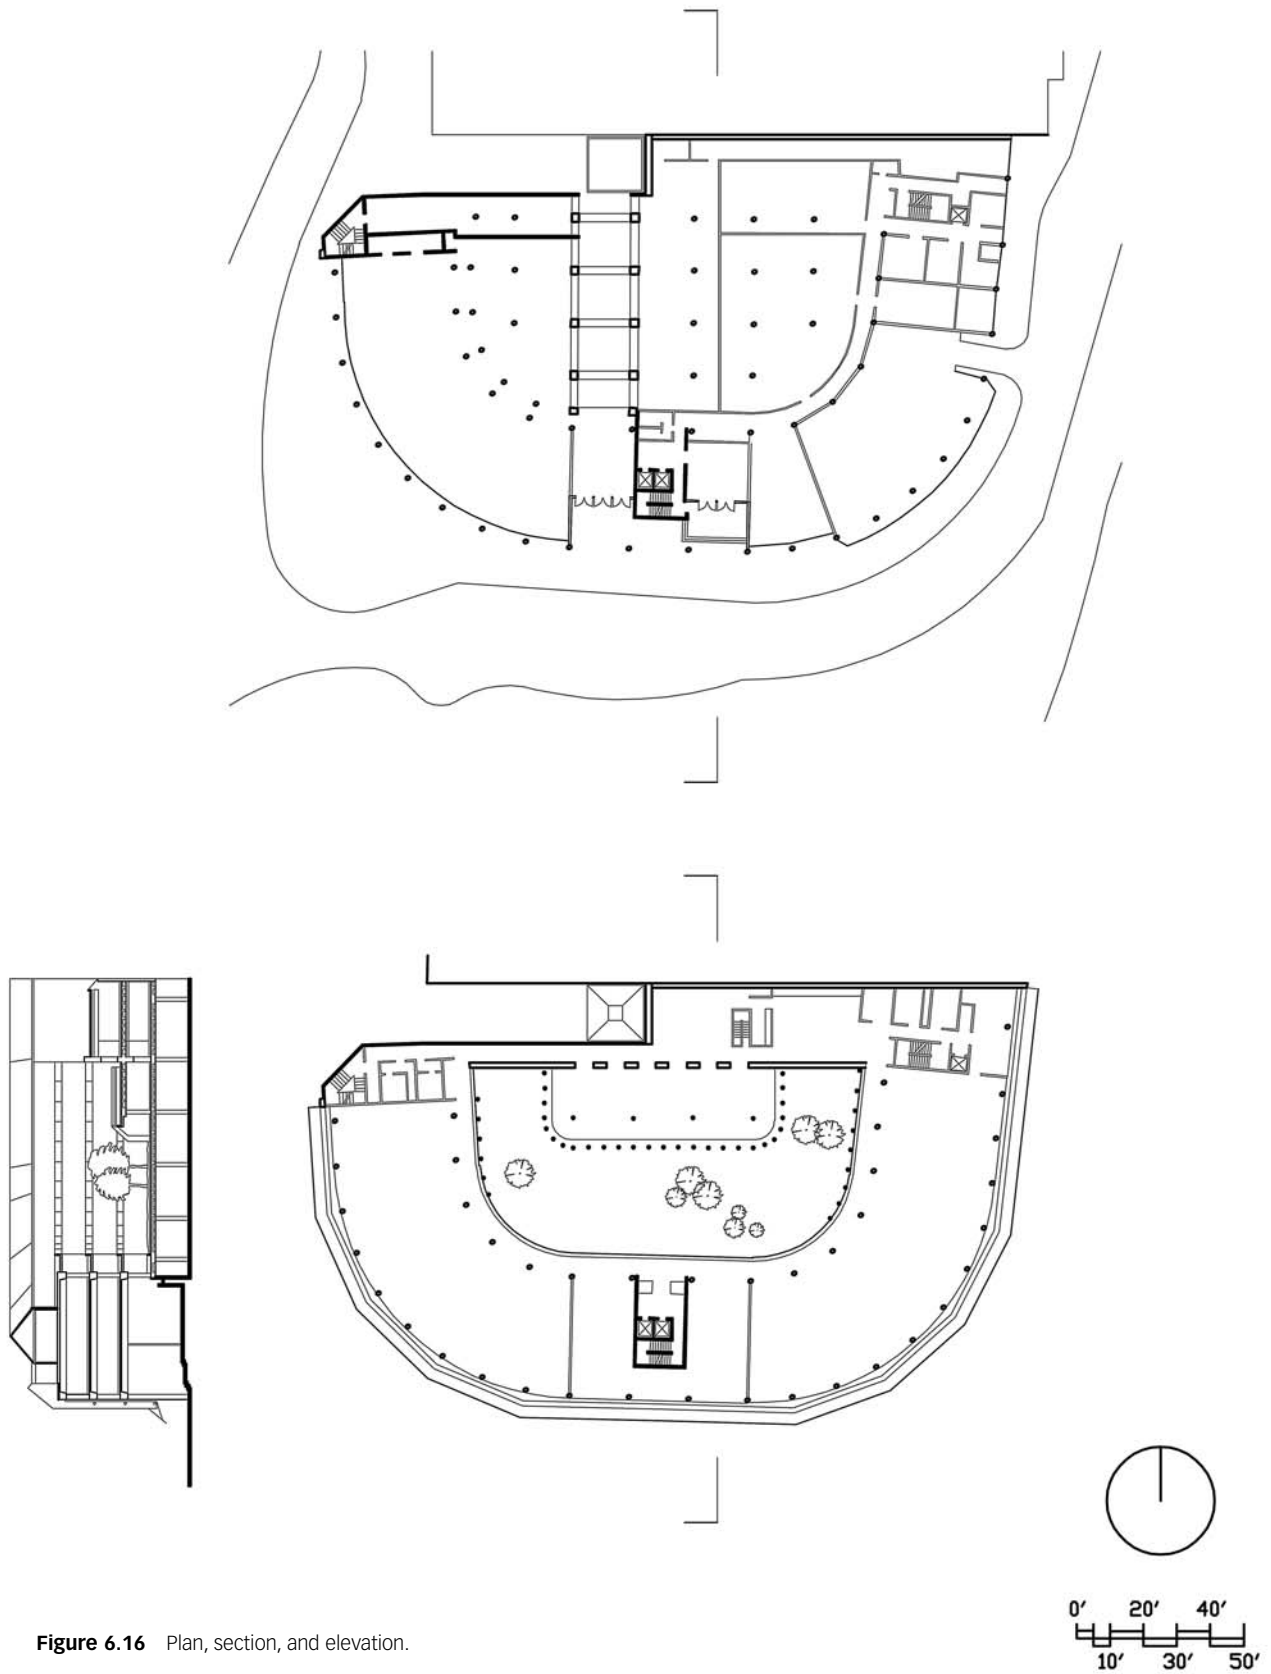 0′ 20′ 40′
10′ 30′ 50′
Figure 6.16 Plan, section, and elevation.